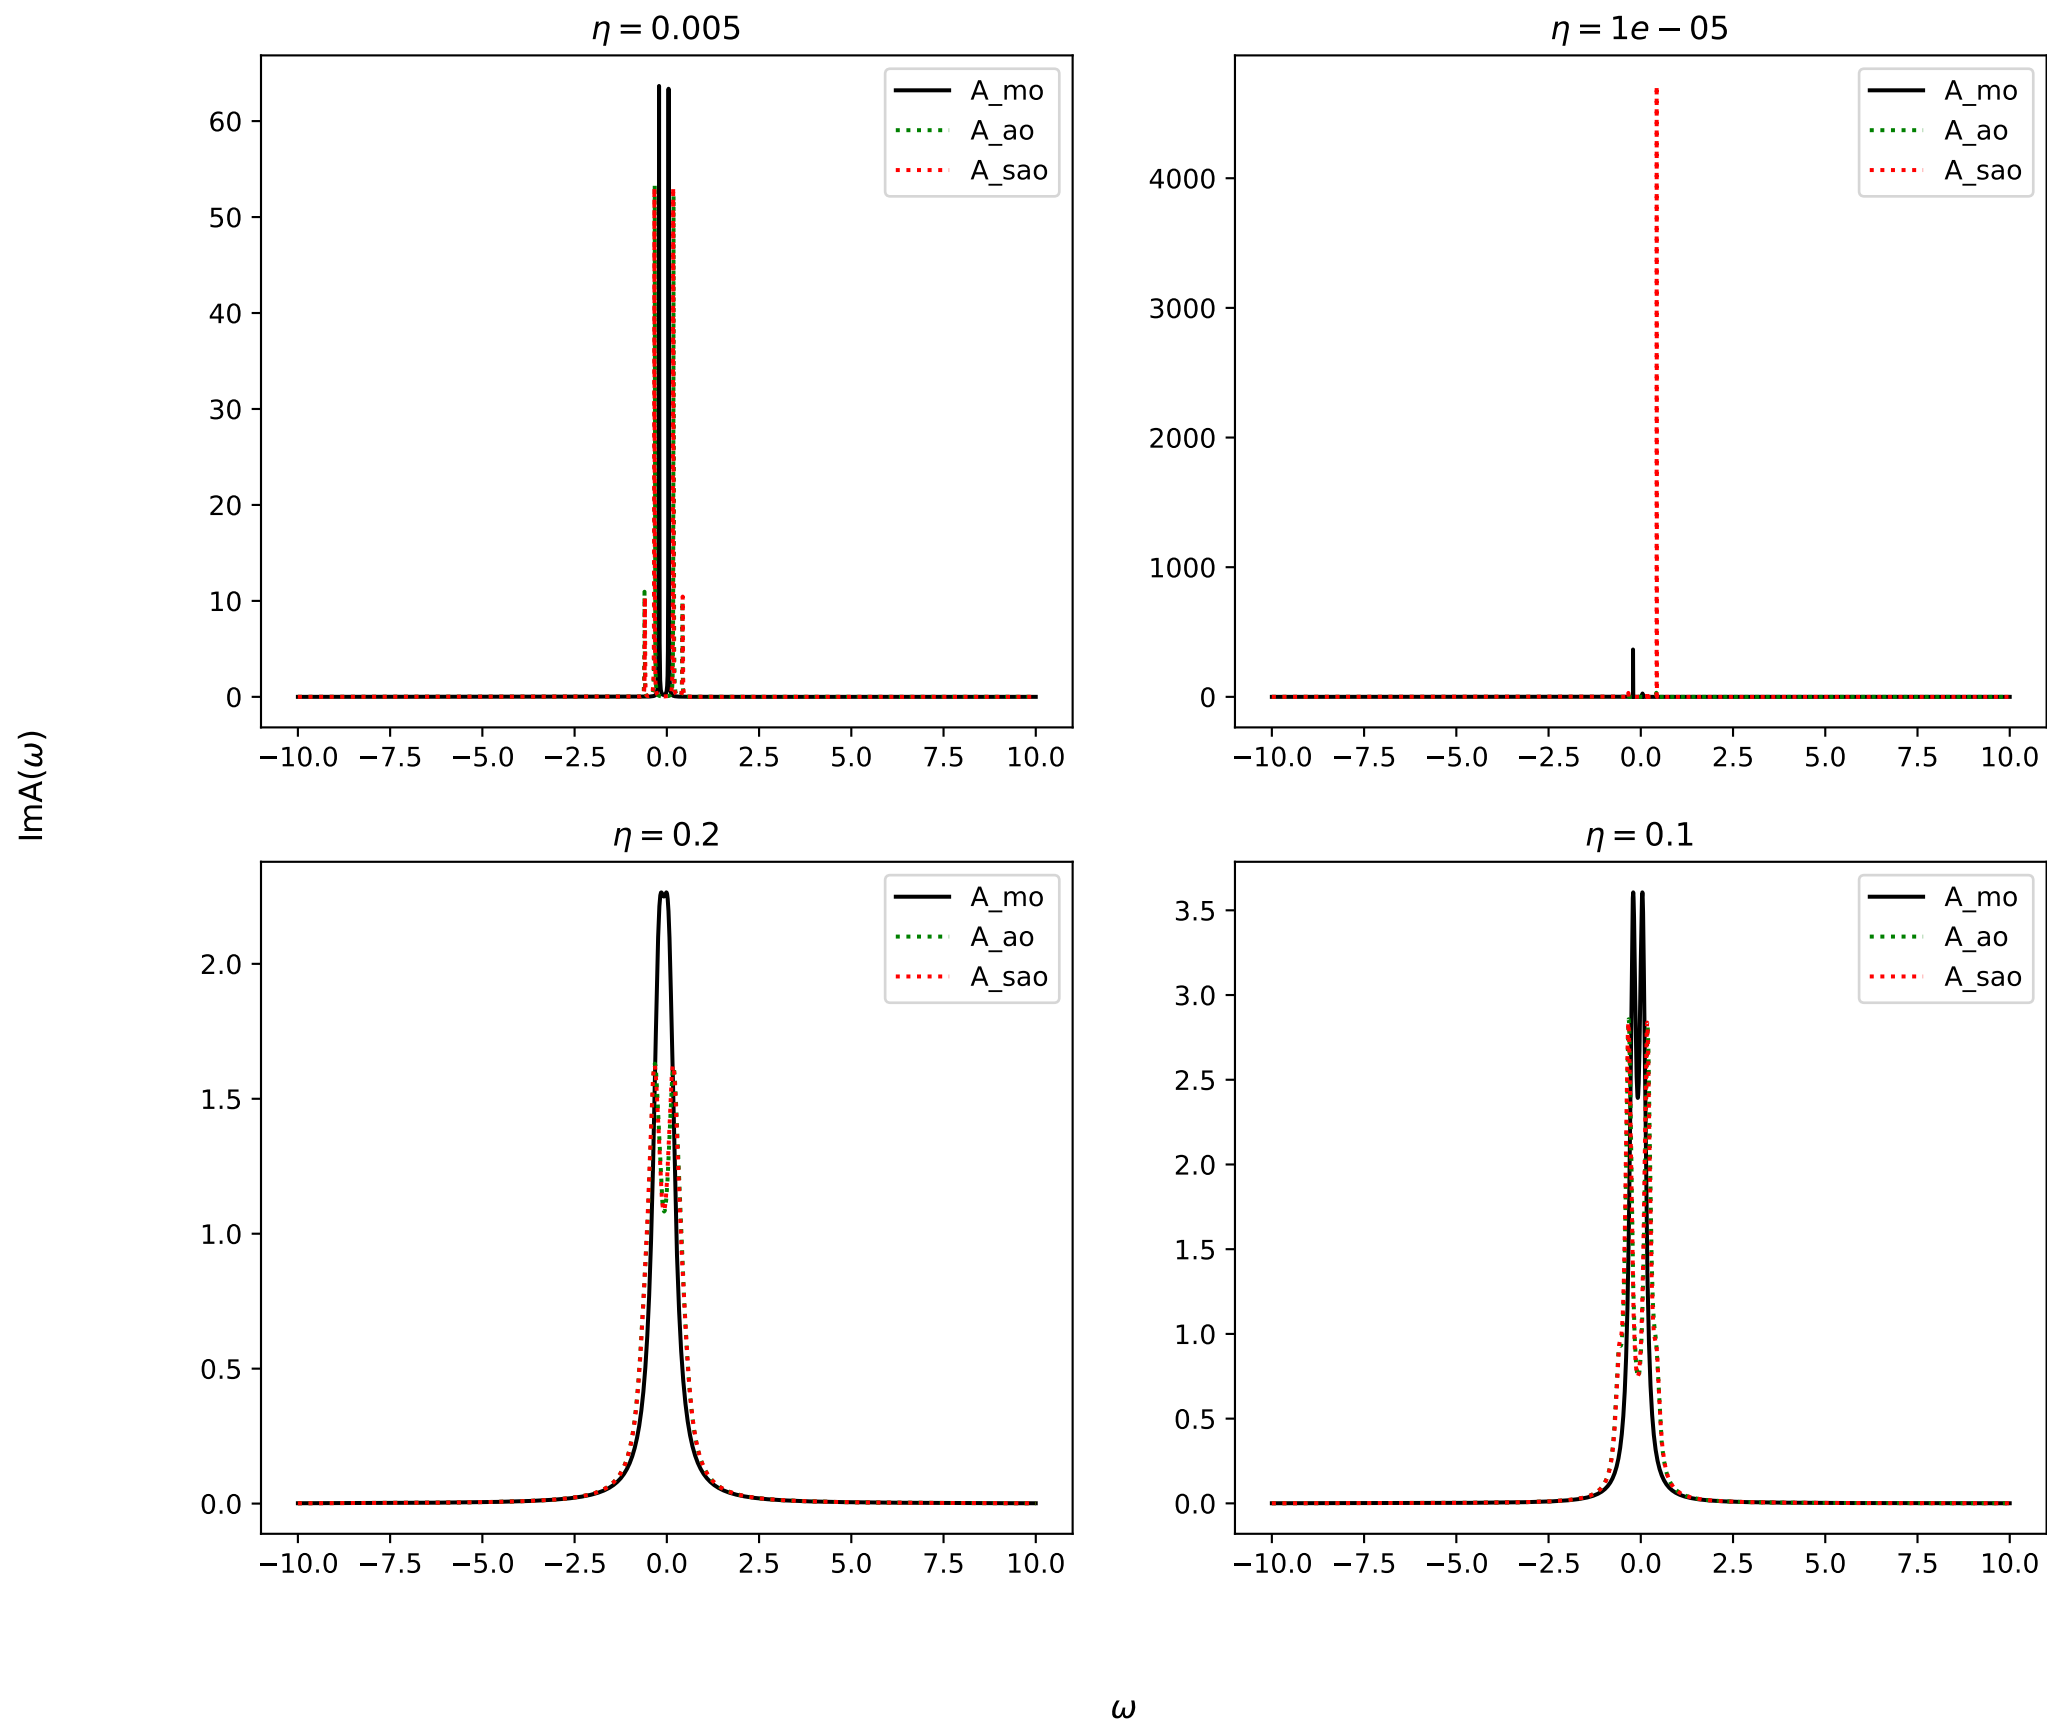 η = 0.005
60
50
40
30
20
10
0
−10.0 −7.5 −5.0 −2.5 0.0 2.5 5.0 7.5 10.0
A_mo
A_ao
A_sao
η = 1e − 05
4000
3000
2000
1000
0
−10.0 −7.5 −5.0 −2.5 0.0 2.5 5.0 7.5 10.0
A_mo
A_ao
A_sao
ImA(ω)
η = 0.2
2.0
1.5
1.0
0.5
0.0
−10.0 −7.5 −5.0 −2.5 0.0 2.5 5.0 7.5 10.0
A_mo
A_ao
A_sao
η = 0.1
3.5
3.0
2.5
2.0
1.5
1.0
0.5
0.0
−10.0 −7.5 −5.0 −2.5 0.0 2.5 5.0 7.5 10.0
A_mo
A_ao
A_sao
ω